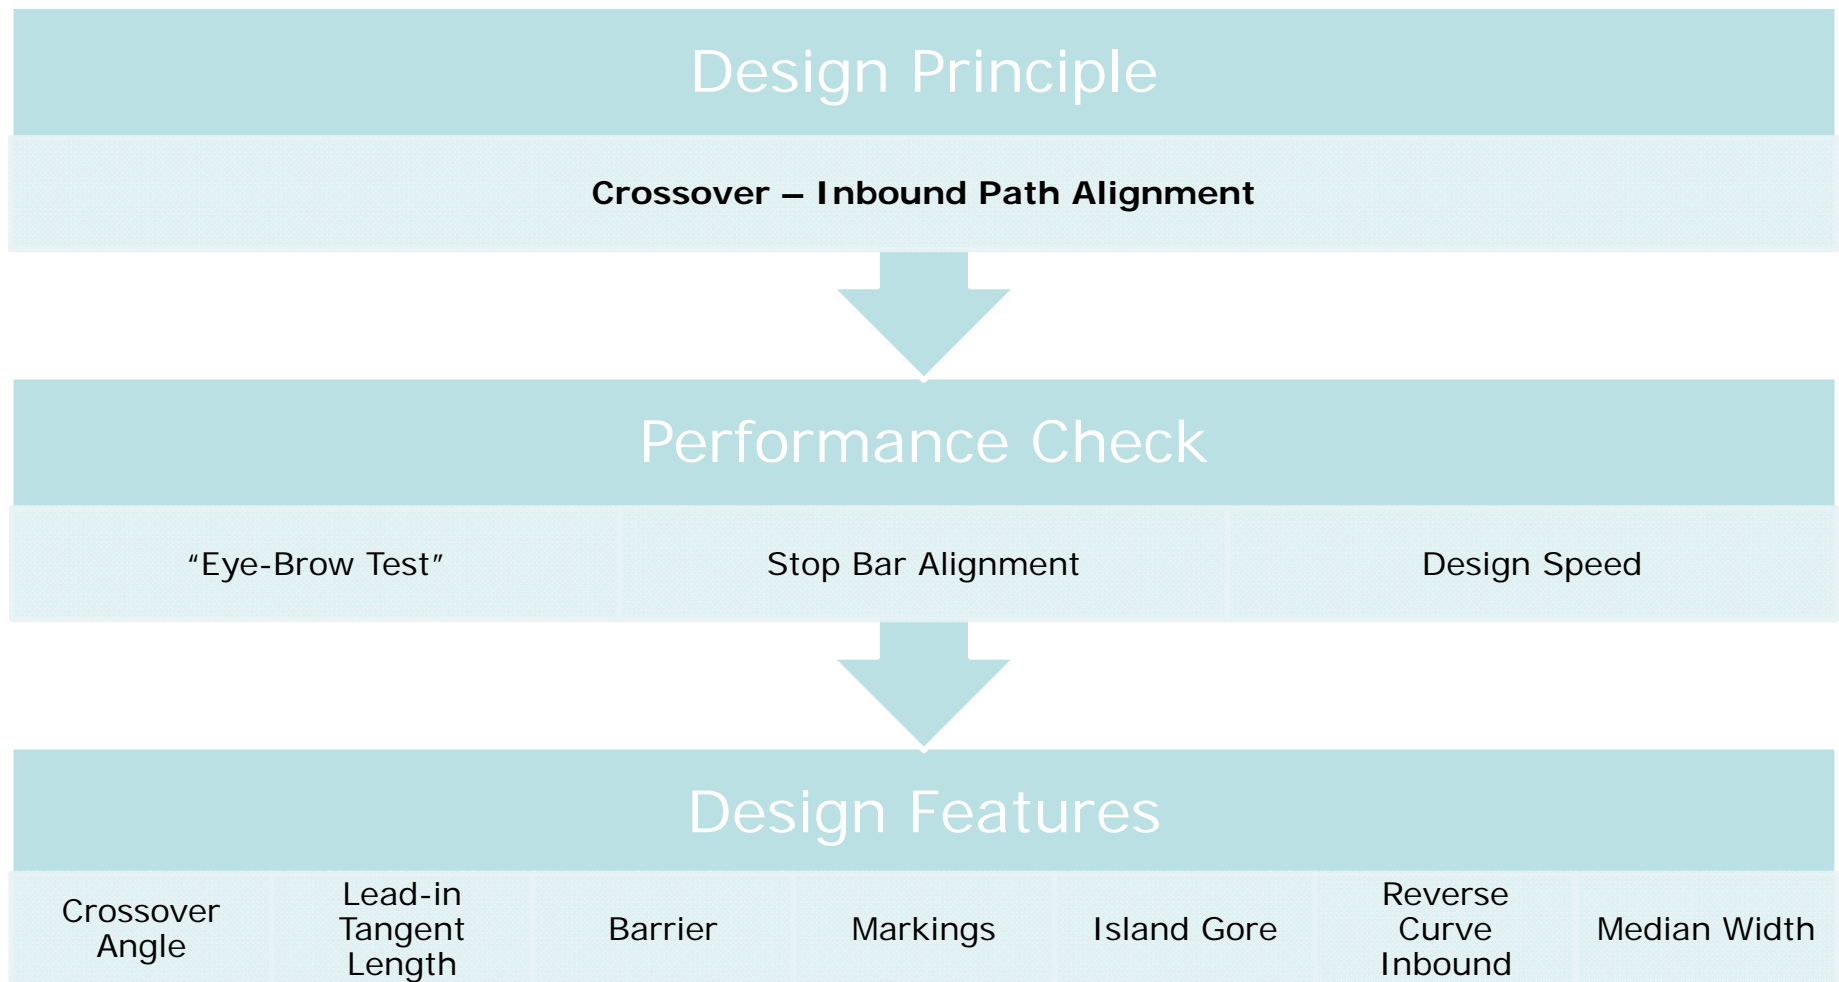 Design Principle
Crossover – Inbound Path Alignment
Performance Check
“Eye-Brow Test”
Stop Bar Alignment
Design Speed
Design Features
Crossover
Angle
Lead-in
Tangent
Length
Barrier
Markings
Island Gore
Reverse
Curve
Inbound
Median Width